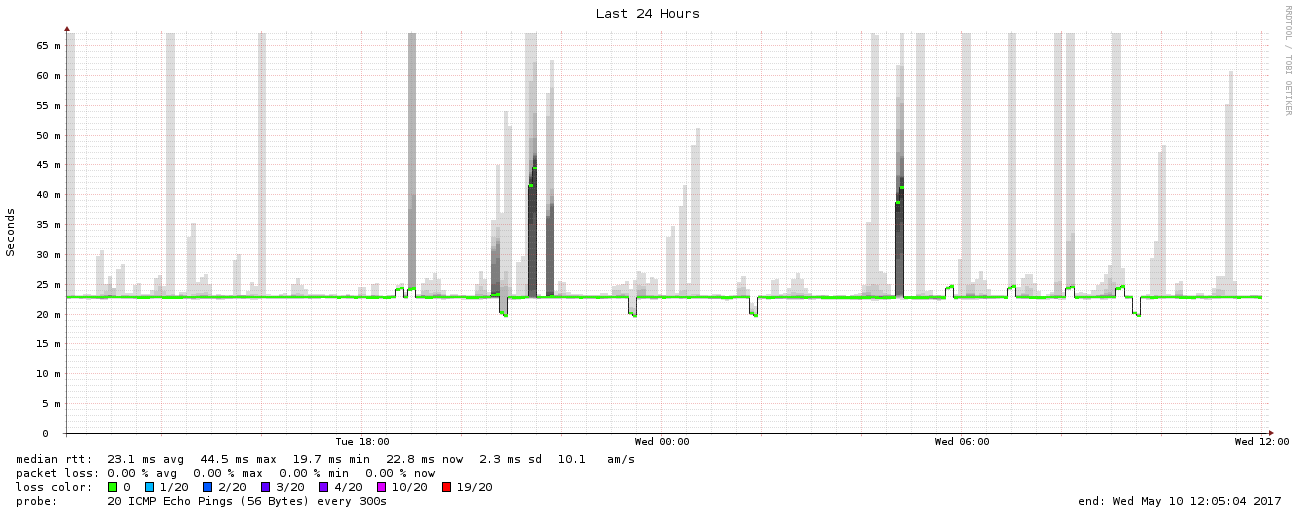 Last 24 Hours
RRDTOOL / TOBI OETIKER
Seconds
65 m
60 m
55 m
50 m
45 m
40 m
35 m
30 m
25 m
20 m
15 m
10 m
5 m
0
Tue 18:00 Wed 00:00 Wed 06:00 Wed 12:00
median rtt: 23.1 ms avg 44.5 ms max 19.7 ms min 22.8 ms now 2.3 ms sd 10.1 am/s
packet loss: 0.00 % avg 0.00 % max 0.00 % min 0.00 % now
loss color: 0 1/20 2/20 3/20 4/20 10/20 19/20
probe: 20 ICMP Echo Pings (56 Bytes) every 300s end: Wed May 10 12:05:04 2017